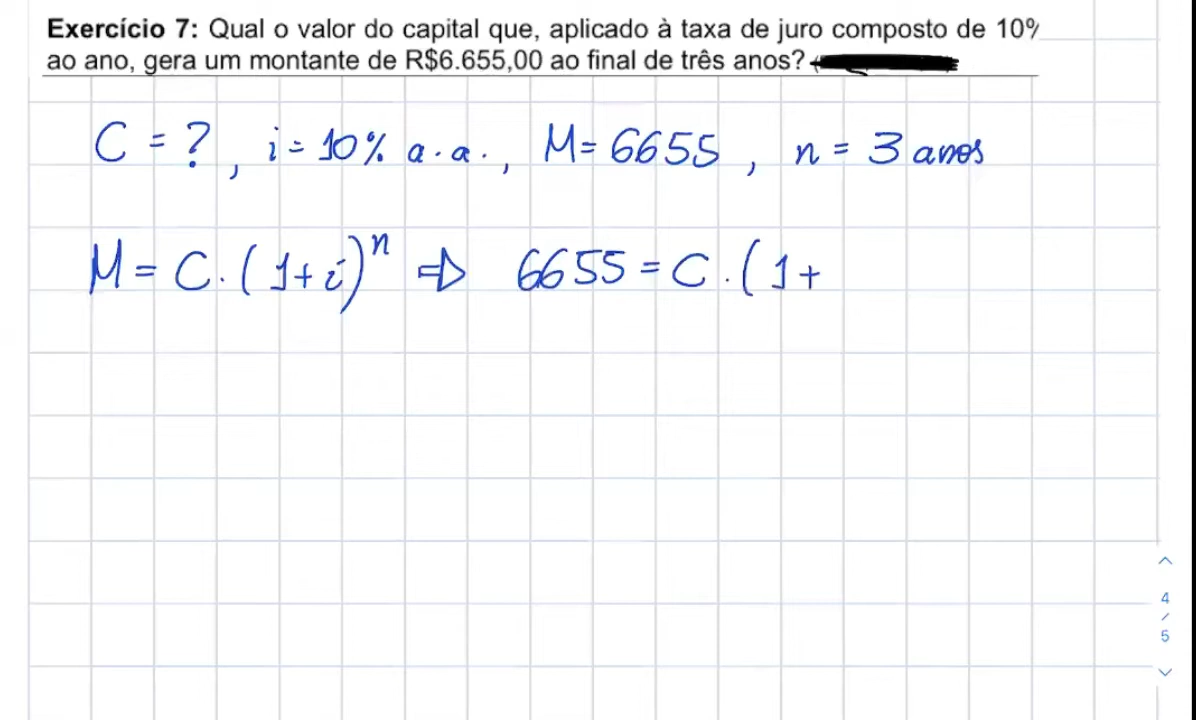 Exercício 7: Qual o valor do capital que, aplicado à taxa de juro composto de 10%
ao ano, gera um montante de R$6.655,00 ao final de três anos?
C = ? , i = 10% a.a. , M = 6655 , n = 3 anos
M = C . ( 1 + i )ⁿ ⇒ 6655 = C . ( 1 +
4
/
5